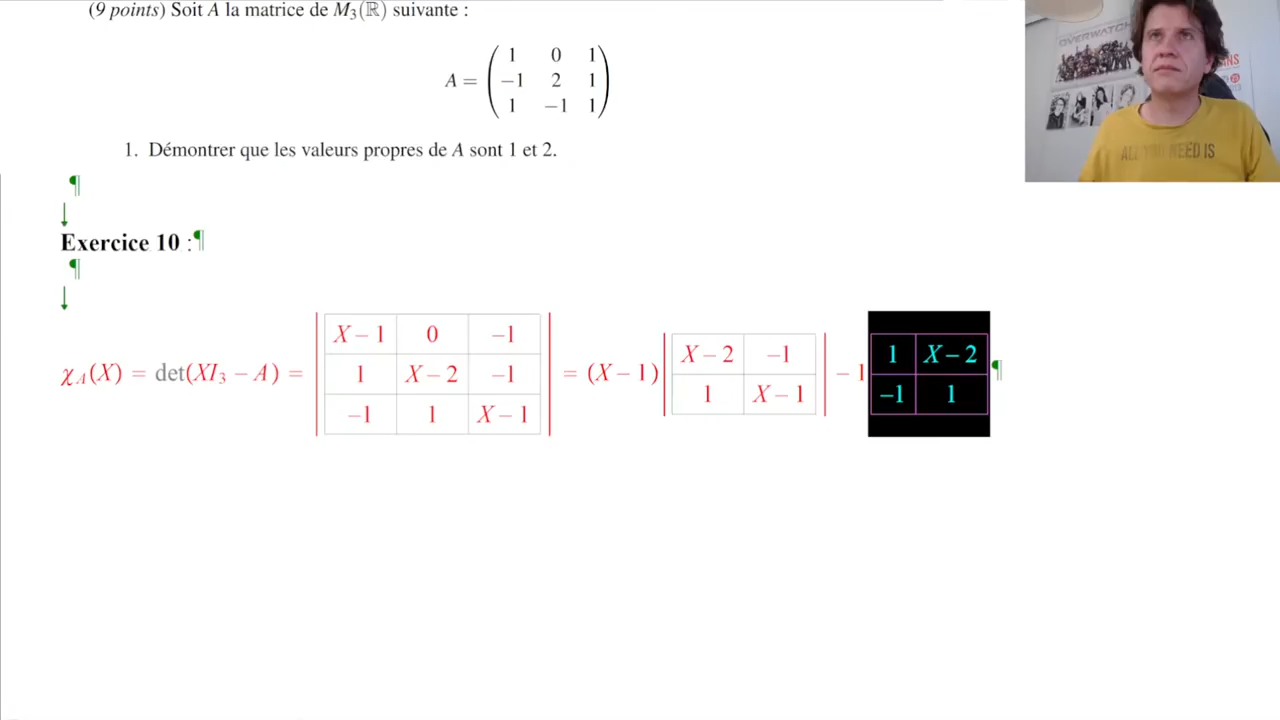 (9 points) Soit A la matrice de M₃(ℝ) suivante :
A = ( 1 0 1
−1 2 1
1 −1 1 )
1. Démontrer que les valeurs propres de A sont 1 et 2.
¶
↓
Exercice 10 :¶
¶
↓
χ_A(X) = det(XI₃ − A) = | X − 1 0 −1 | 1 X − 2 −1 | −1 1 X − 1 | = (X − 1) | X − 2 −1 | 1 X − 1 | − 1 | 1 X − 2 | −1 1 | ¶
OVERWATCH
ALL YOU NEED IS